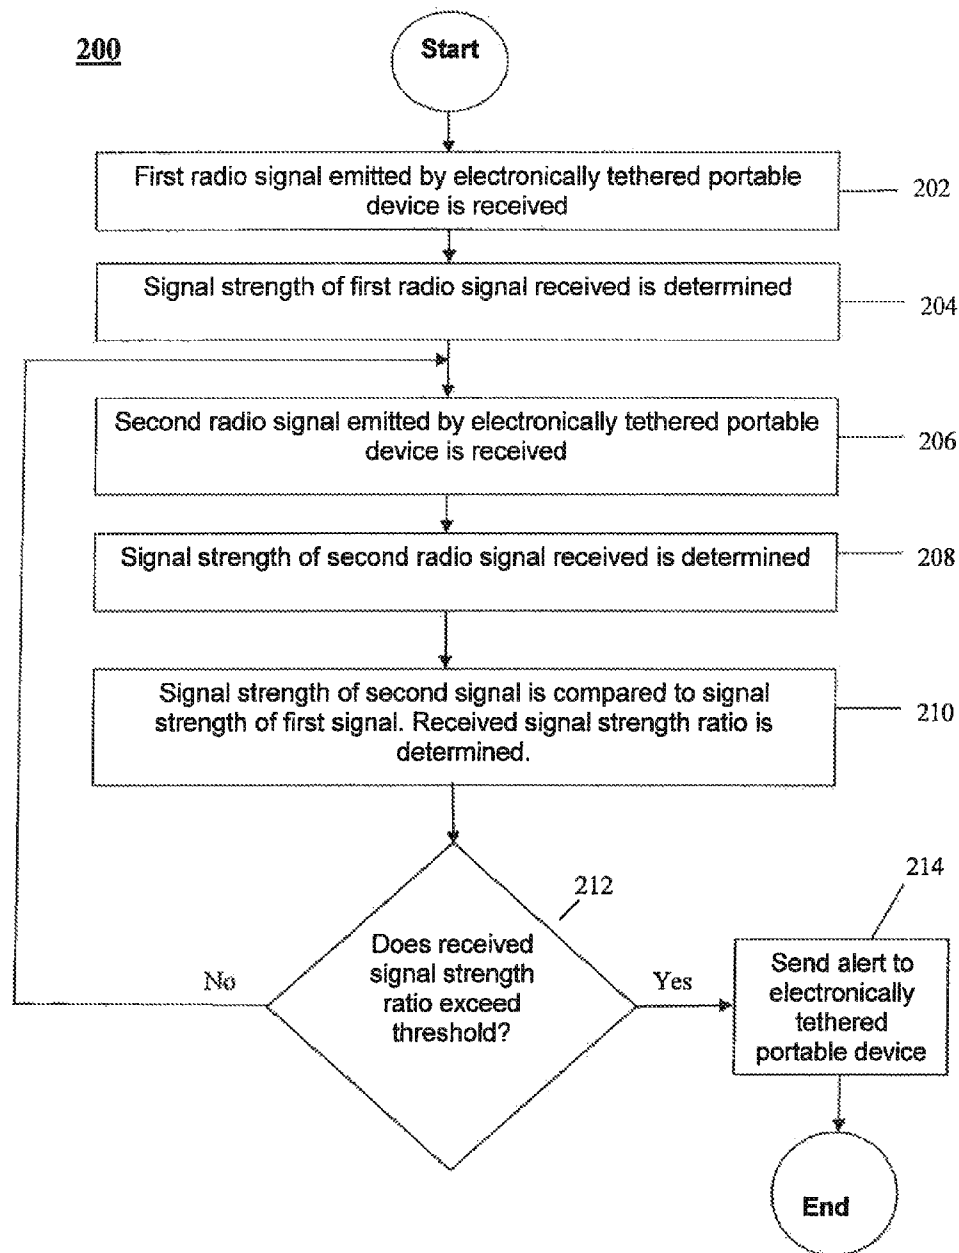 200
Start
First radio signal emitted by electronically tethered portable
device is received
202
Signal strength of first radio signal received is determined
204
Second radio signal emitted by electronically tethered portable
device is received
206
Signal strength of second radio signal received is determined
208
Signal strength of second signal is compared to signal
strength of first signal. Received signal strength ratio is
determined.
210
212
Does received
signal strength
ratio exceed
threshold?
No
Yes
214
Send alert to
electronically
tethered
portable device
End